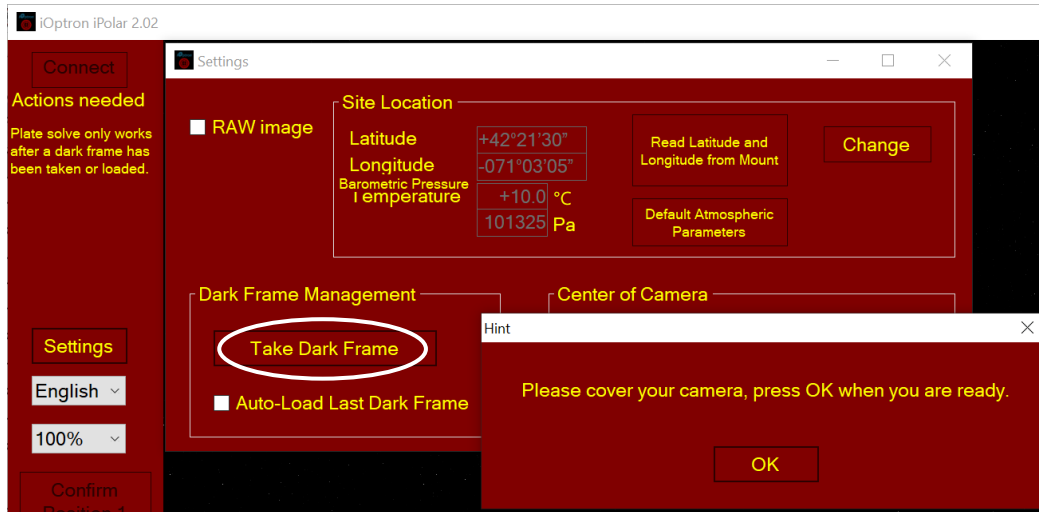 iOptron iPolar 2.02
Connect
Actions needed
Plate solve only works
after a dark frame has
been taken or loaded.
Settings
English
100%
Confirm
Position 1
Settings
RAW image
Site Location
Latitude
+42°21'30"
Longitude
-071°03'05"
Barometric Pressure
Temperature
+10.0 °C
101325 Pa
Read Latitude and
Longitude from Mount
Default Atmospheric
Parameters
Change
Dark Frame Management
Take Dark Frame
Auto-Load Last Dark Frame
Center of Camera
Hint
Please cover your camera, press OK when you are ready.
OK